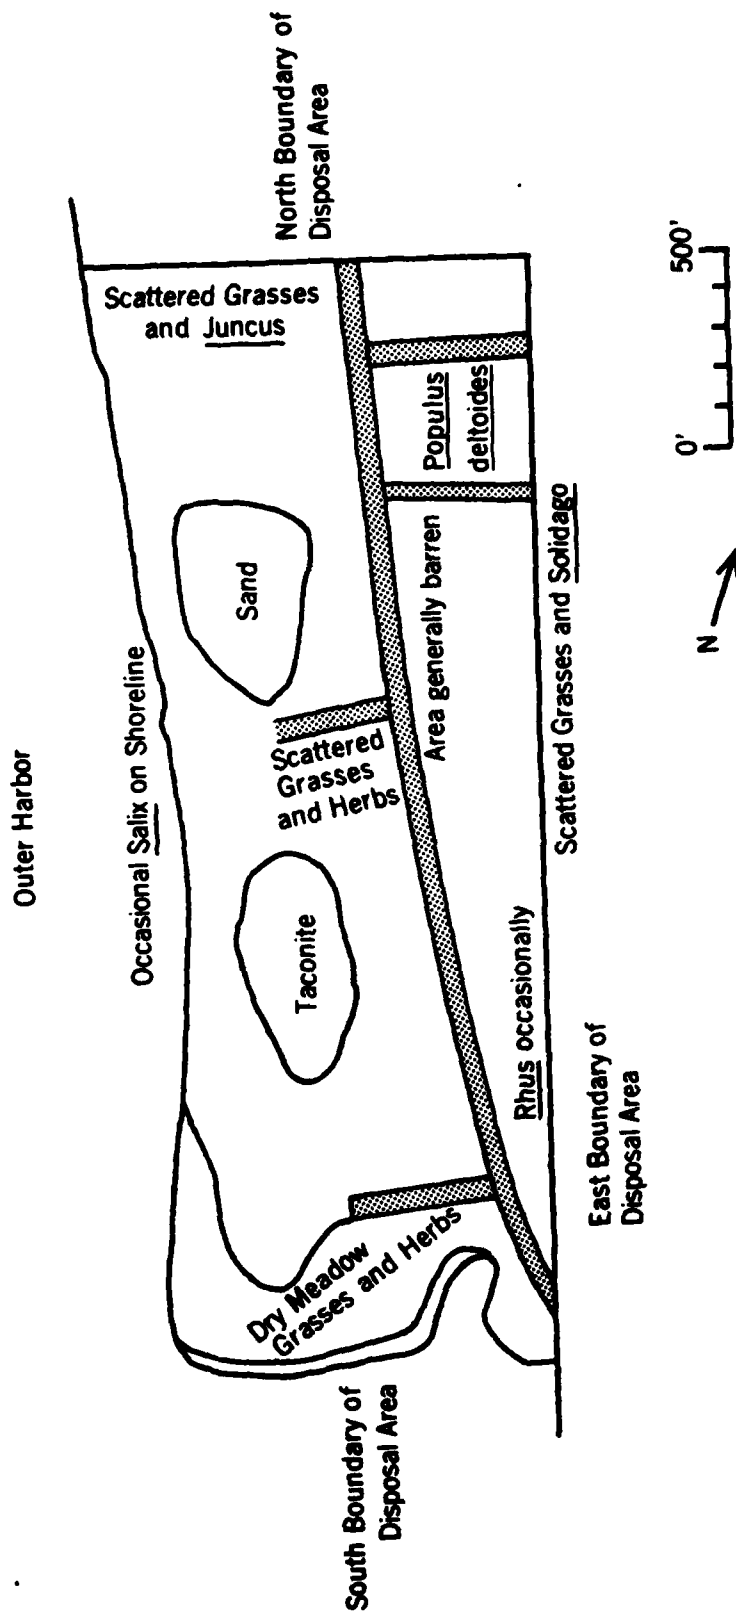 Outer Harbor
Occasional Salix on Shoreline
North Boundary of
Disposal Area
Scattered Grasses
and Juncus
Sand
Scattered
Grasses
and Herbs
Taconite
Populus
deltoides
Area generally barren
Dry Meadow
Grasses and Herbs
Rhus occasionally
Scattered Grasses and Solidago
South Boundary of
Disposal Area
East Boundary of
Disposal Area
N
0'
500'